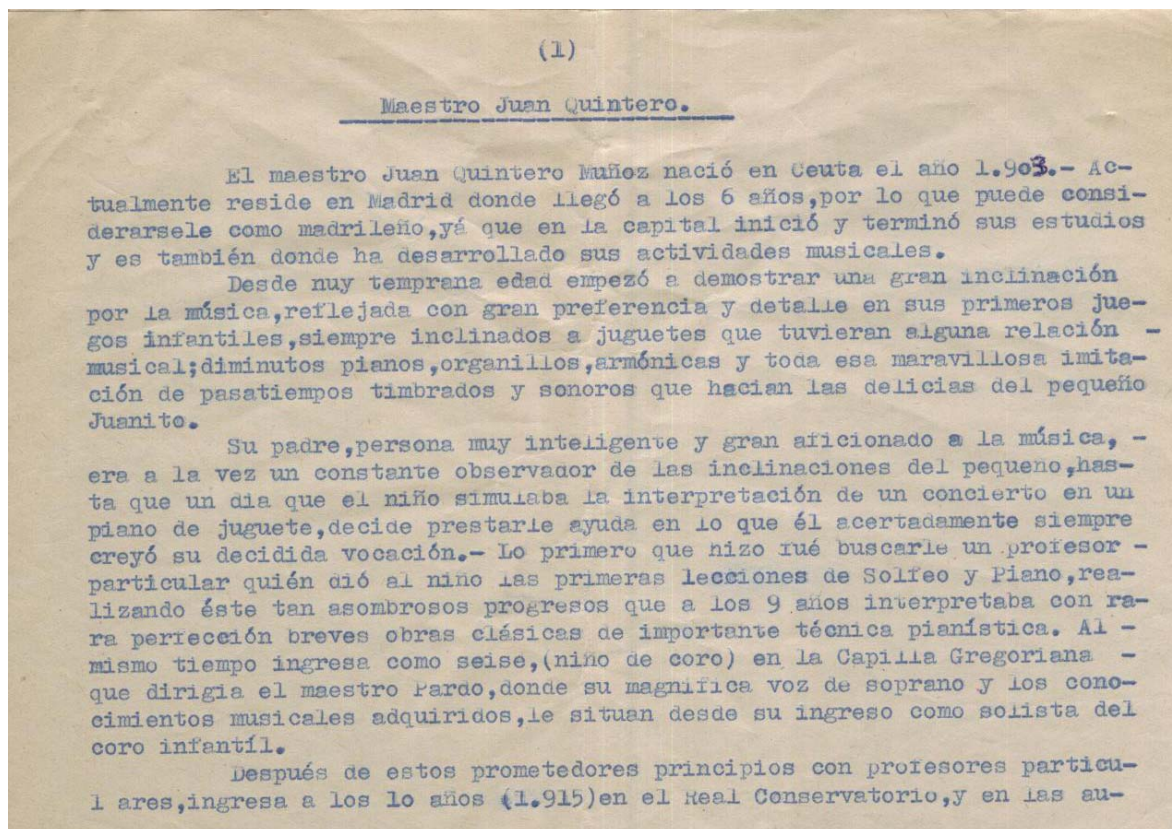 (1)
Maestro Juan Quintero.
El maestro Juan Quintero Muñoz nació en Ceuta el año 1.903.- Ac-
tualmente reside en Madrid donde llegó a los 6 años,por lo que puede consi-
derarsele como madrileño,yá que en la capital inició y terminó sus estudios
y es también donde ha desarrollado sus actividades musicales.
Desde nuy temprana edad empezó a demostrar una gran inclinación
por la música,reflejada con gran preferencia y detalle en sus primeros jue-
gos infantiles,siempre inclinados a juguetes que tuvieran alguna relación -
musical;diminutos pianos,organillos,armónicas y toda esa maravillosa imita-
ción de pasatiempos timbrados y sonoros que hacian las delicias del pequeño
Juanito.
Su padre,persona muy inteligente y gran aficionado a la música, -
era a la vez un constante observador de las inclinaciones del pequeño,has-
ta que un dia que el niño simulaba la interpretación de un concierto en un
piano de juguete,decide prestarle ayuda en lo que él acertadamente siempre
creyó su decidida vocación.- Lo primero que hizo fué buscarle un profesor -
particular quién dió al niño las primeras lecciones de Solfeo y Piano,rea-
lizando éste tan asombrosos progresos que a los 9 años interpretaba con ra-
ra perfección breves obras clásicas de importante técnica pianística. Al -
mismo tiempo ingresa como seise,(niño de coro) en la Capilla Gregoriana -
que dirigia el maestro Pardo,donde su magnifica voz de soprano y los cono-
cimientos musicales adquiridos,le situan desde su ingreso como solista del
coro infantíl.
Después de estos prometedores principios con profesores particu-
l ares,ingresa a los lo años (1.915)en el Real Conservatorio,y en las au-